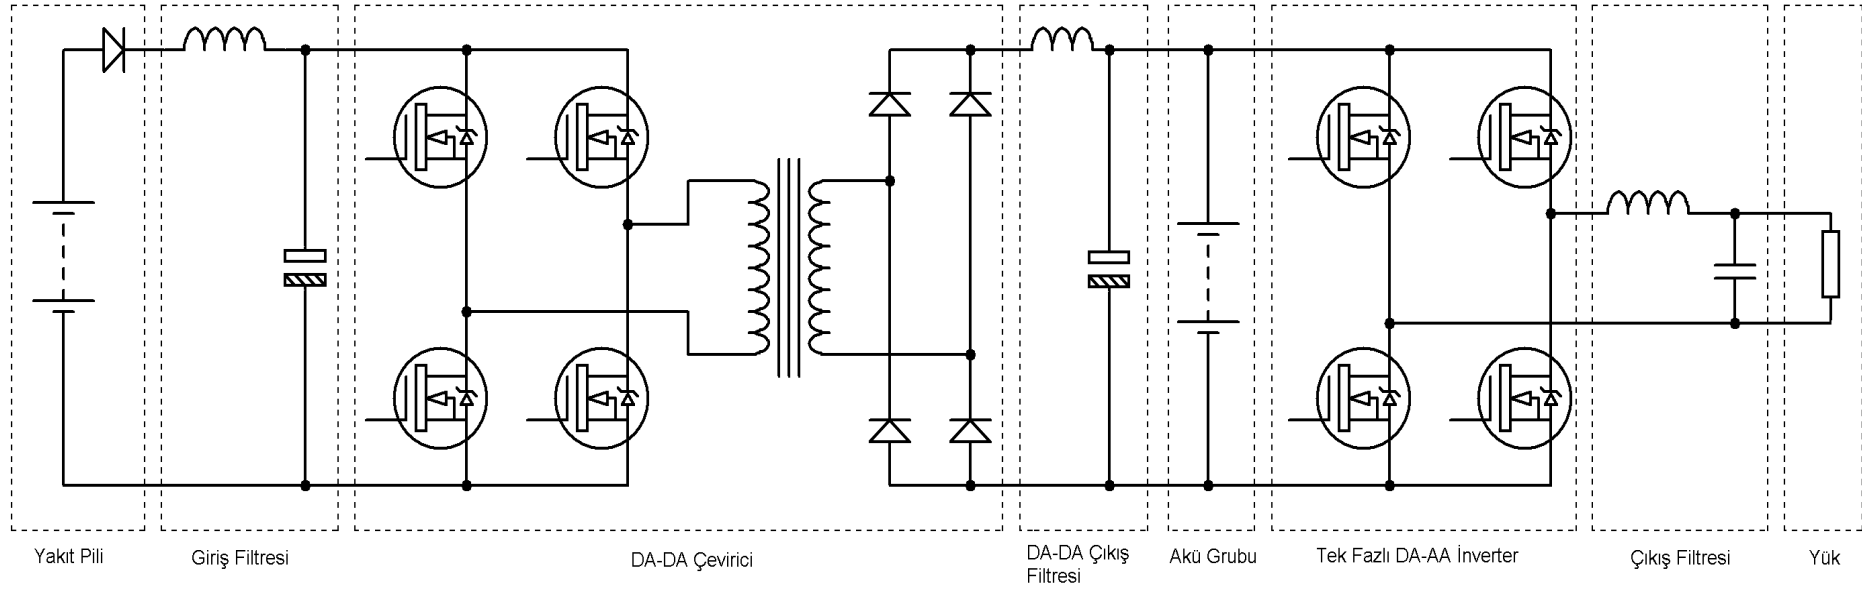 Yakıt Pili
Giriş Filtresi
DA-DA Çevirici
DA-DA Çıkış
Filtresi
Akü Grubu
Tek Fazlı DA-AA İnverter
Çıkış Filtresi
Yük